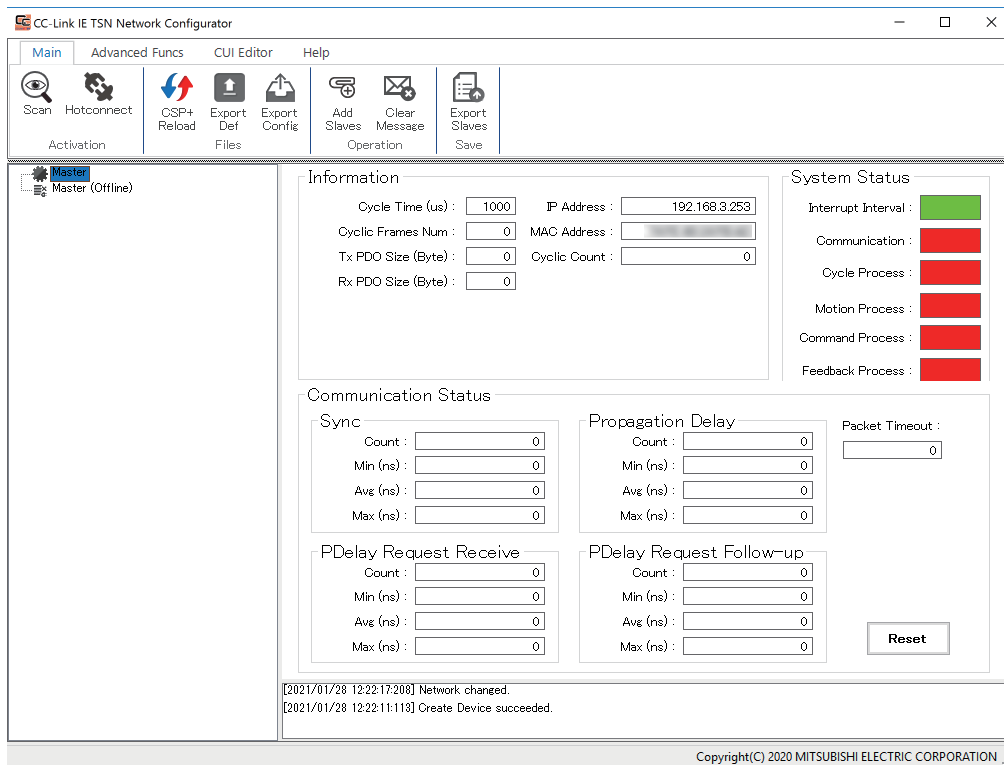 CC-Link IE TSN Network Configurator
Main Advanced Funcs CUI Editor Help
Scan Hotconnect CSP+ Reload Export Def Export Config Add Slaves Clear Message Export Slaves
Activation Files Operation Save
Master
Master (Offline)
Information
Cycle Time (us) : 1000 IP Address : 192.168.3.253
Cyclic Frames Num : 0 MAC Address :
Tx PDO Size (Byte) : 0 Cyclic Count : 0
Rx PDO Size (Byte) : 0
System Status
Interrupt Interval :
Communication :
Cycle Process :
Motion Process :
Command Process :
Feedback Process :
Communication Status
Sync
Count : 0
Min (ns) : 0
Avg (ns) : 0
Max (ns) : 0
Propagation Delay
Count : 0
Min (ns) : 0
Avg (ns) : 0
Max (ns) : 0
Packet Timeout :
0
PDelay Request Receive
Count : 0
Min (ns) : 0
Avg (ns) : 0
Max (ns) : 0
PDelay Request Follow-up
Count : 0
Min (ns) : 0
Avg (ns) : 0
Max (ns) : 0
Reset
[2021/01/28 12:22:17:208] Network changed.
[2021/01/28 12:22:11:113] Create Device succeeded.
Copyright(C) 2020 MITSUBISHI ELECTRIC CORPORATION